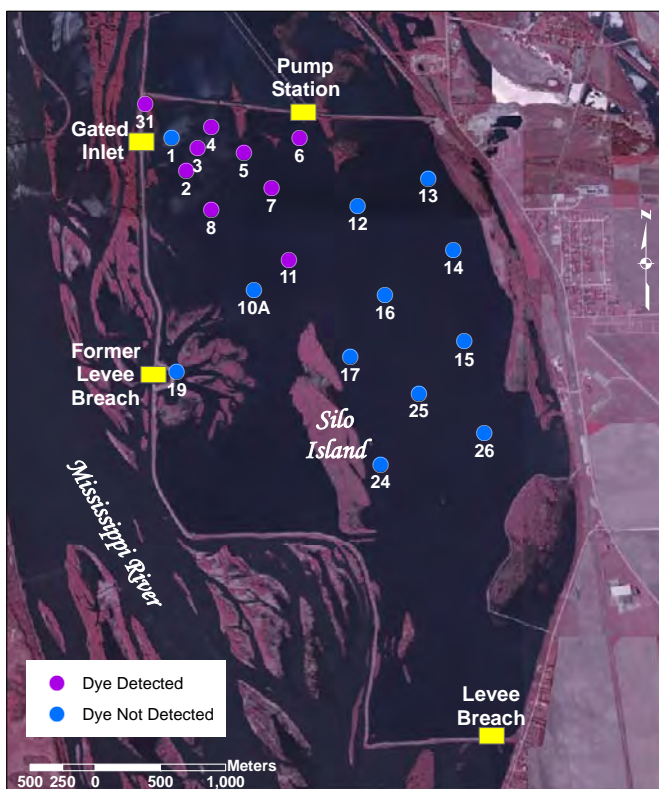 Pump
Station
31
Gated
Inlet
1
4
3
5
6
2
7
8
12
13
14
11
10A
16
15
17
Former
Levee
Breach
19
25
Silo
Island
26
24
Mississippi River
N
Dye Detected
Dye Not Detected
Levee
Breach
Meters
500 250 0 500 1,000